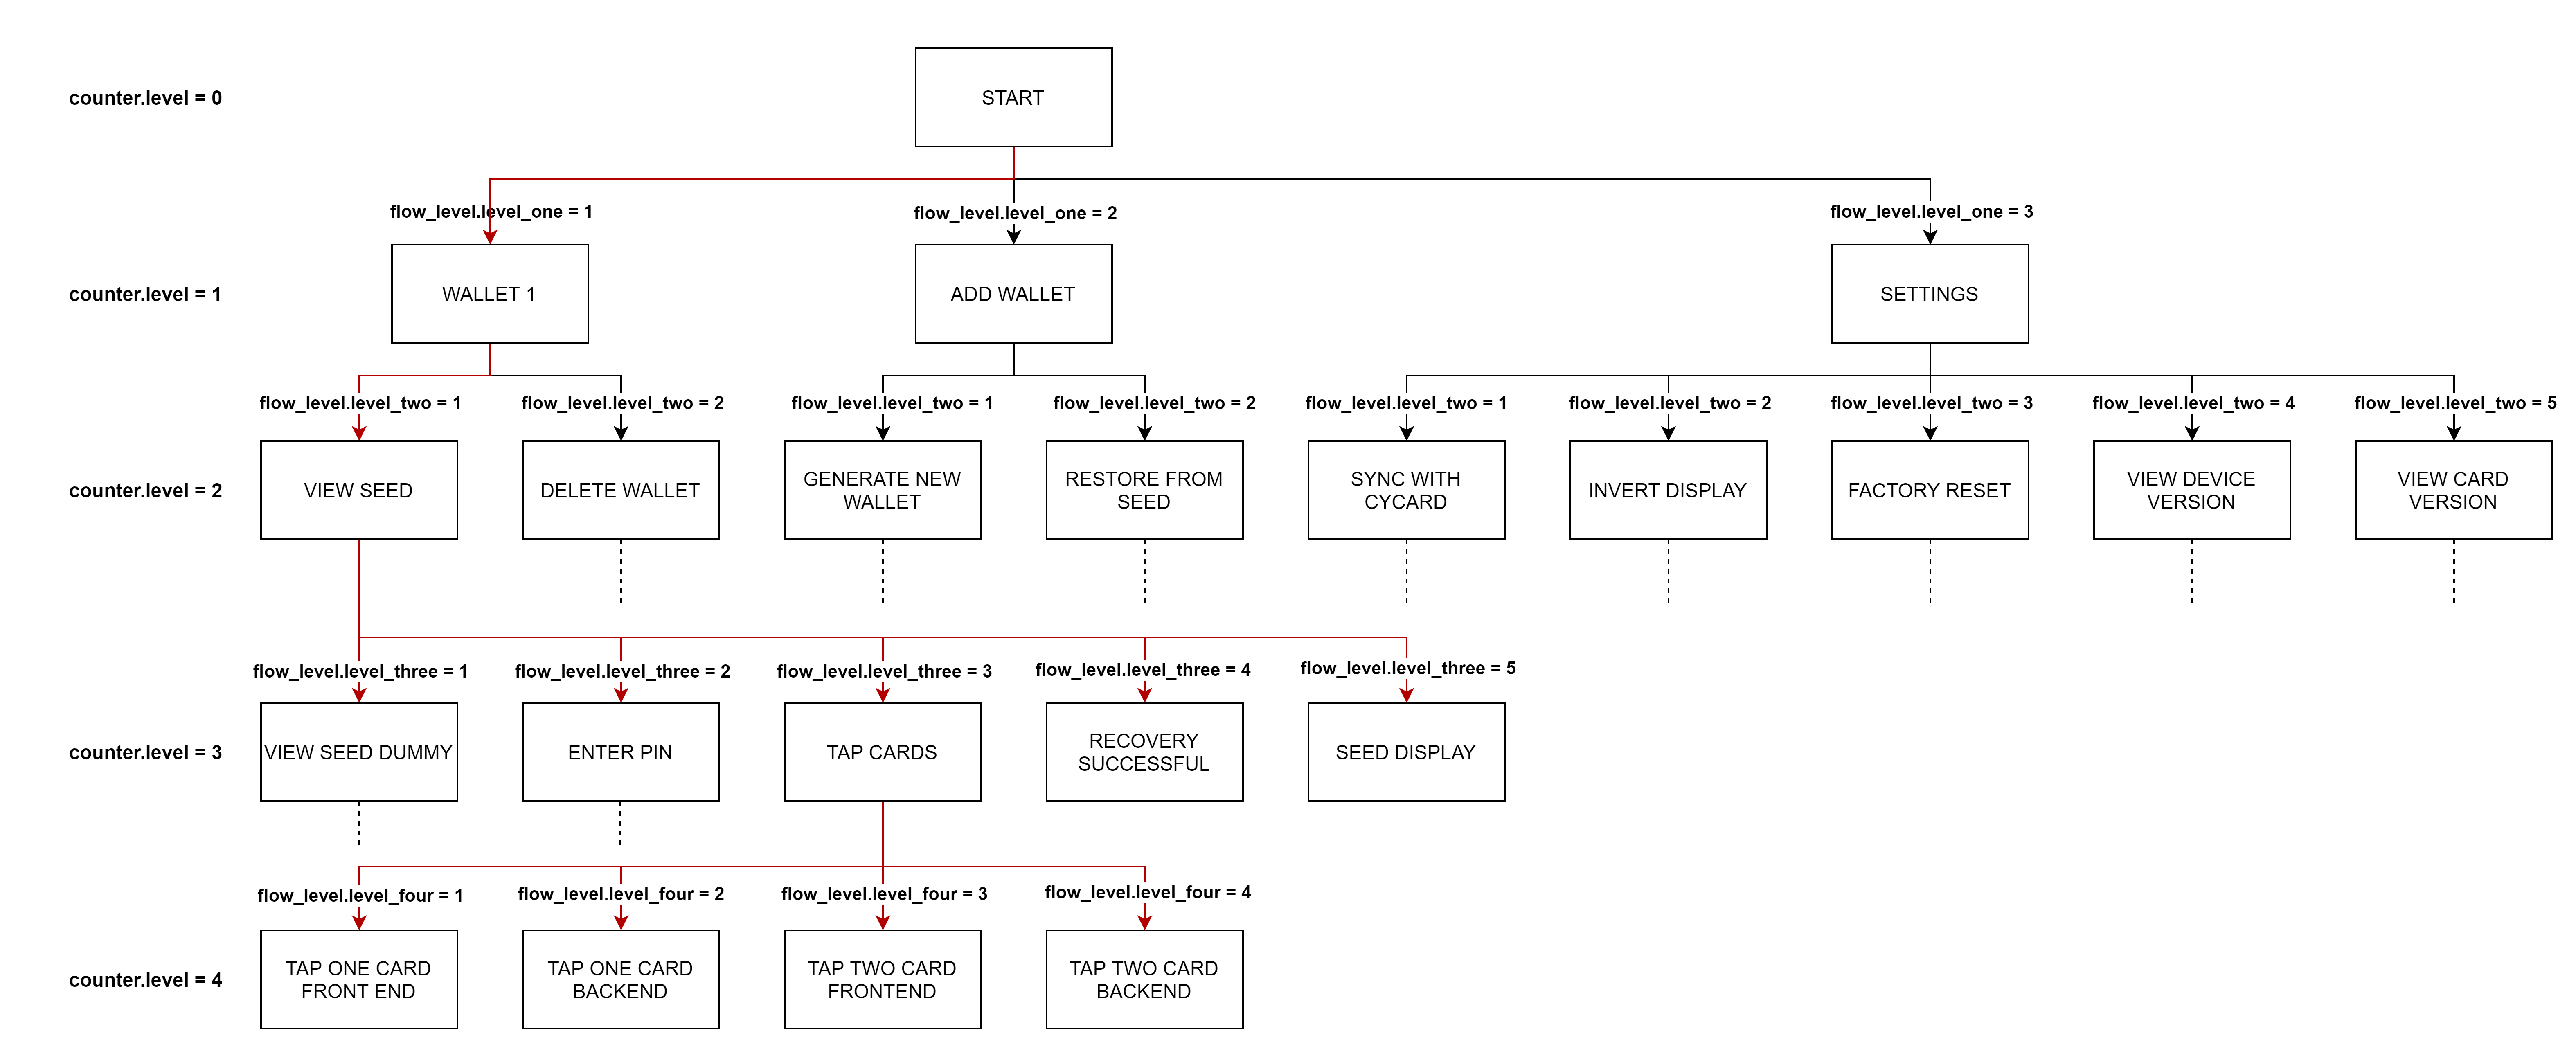 counter.level = 0
START
flow_level.level_one = 1
flow_level.level_one = 2
flow_level.level_one = 3
counter.level = 1
WALLET 1
ADD WALLET
SETTINGS
flow_level.level_two = 1
flow_level.level_two = 2
flow_level.level_two = 1
flow_level.level_two = 2
flow_level.level_two = 1
flow_level.level_two = 2
flow_level.level_two = 3
flow_level.level_two = 4
flow_level.level_two = 5
counter.level = 2
VIEW SEED
DELETE WALLET
GENERATE NEW
WALLET
RESTORE FROM
SEED
SYNC WITH
CYCARD
INVERT DISPLAY
FACTORY RESET
VIEW DEVICE
VERSION
VIEW CARD
VERSION
flow_level.level_three = 1
flow_level.level_three = 2
flow_level.level_three = 3
flow_level.level_three = 4
flow_level.level_three = 5
counter.level = 3
VIEW SEED DUMMY
ENTER PIN
TAP CARDS
RECOVERY
SUCCESSFUL
SEED DISPLAY
flow_level.level_four = 1
flow_level.level_four = 2
flow_level.level_four = 3
flow_level.level_four = 4
counter.level = 4
TAP ONE CARD
FRONT END
TAP ONE CARD
BACKEND
TAP TWO CARD
FRONTEND
TAP TWO CARD
BACKEND